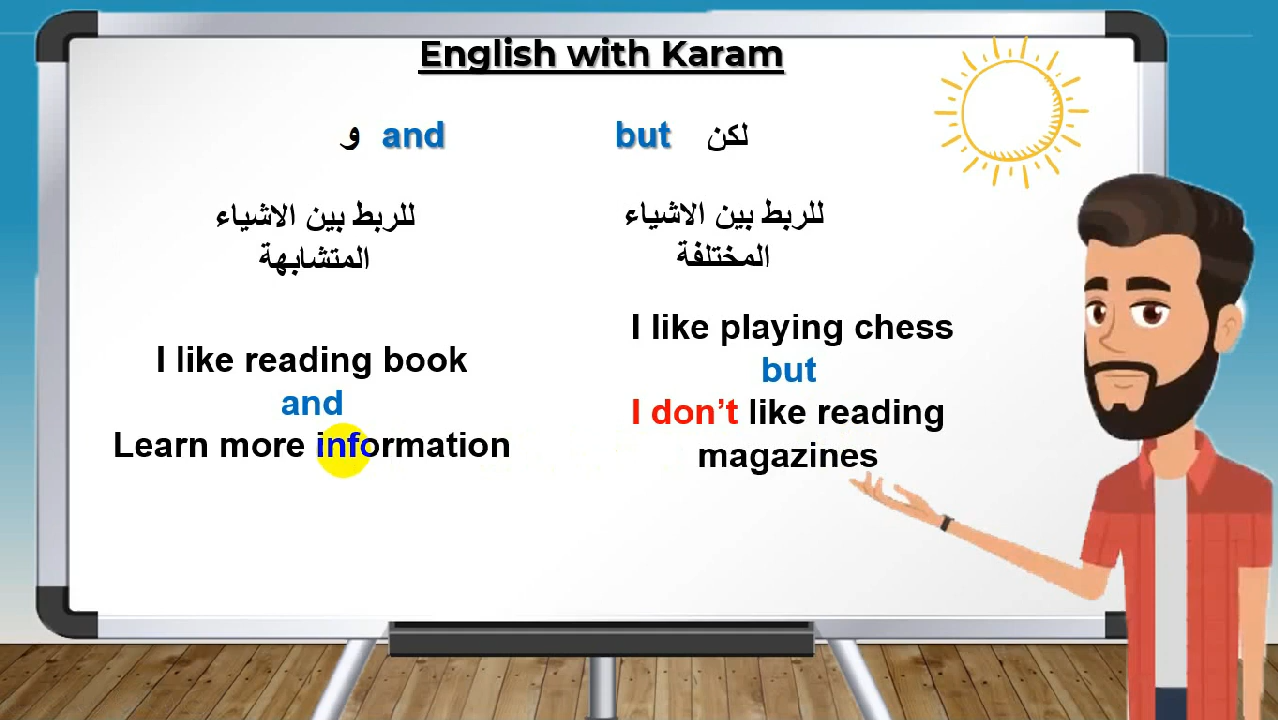 English with Karam
و and
but لكن
للربط بين الاشياء
المتشابهة
للربط بين الاشياء
المختلفة
I like reading book
and
Learn more information
I like playing chess
but
I don’t like reading
magazines